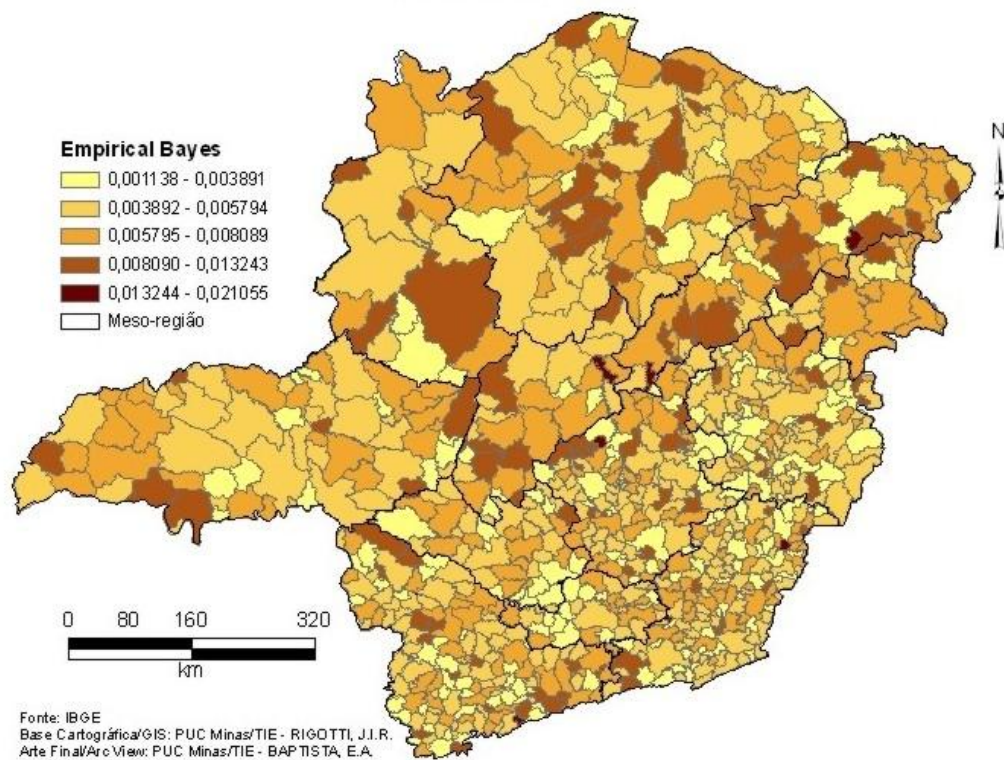 N
Empirical Bayes
0,001138 - 0,003891
0,003892 - 0,005794
0,005795 - 0,008089
0,008090 - 0,013243
0,013244 - 0,021055
Meso-região
0 80 160 320
km
Fonte: IBGE
Base Cartográfica/GIS: PUC Minas/TIE - RIGOTTI, J.I.R.
Arte Final/Arc View: PUC Minas/TIE - BAPTISTA, E.A.